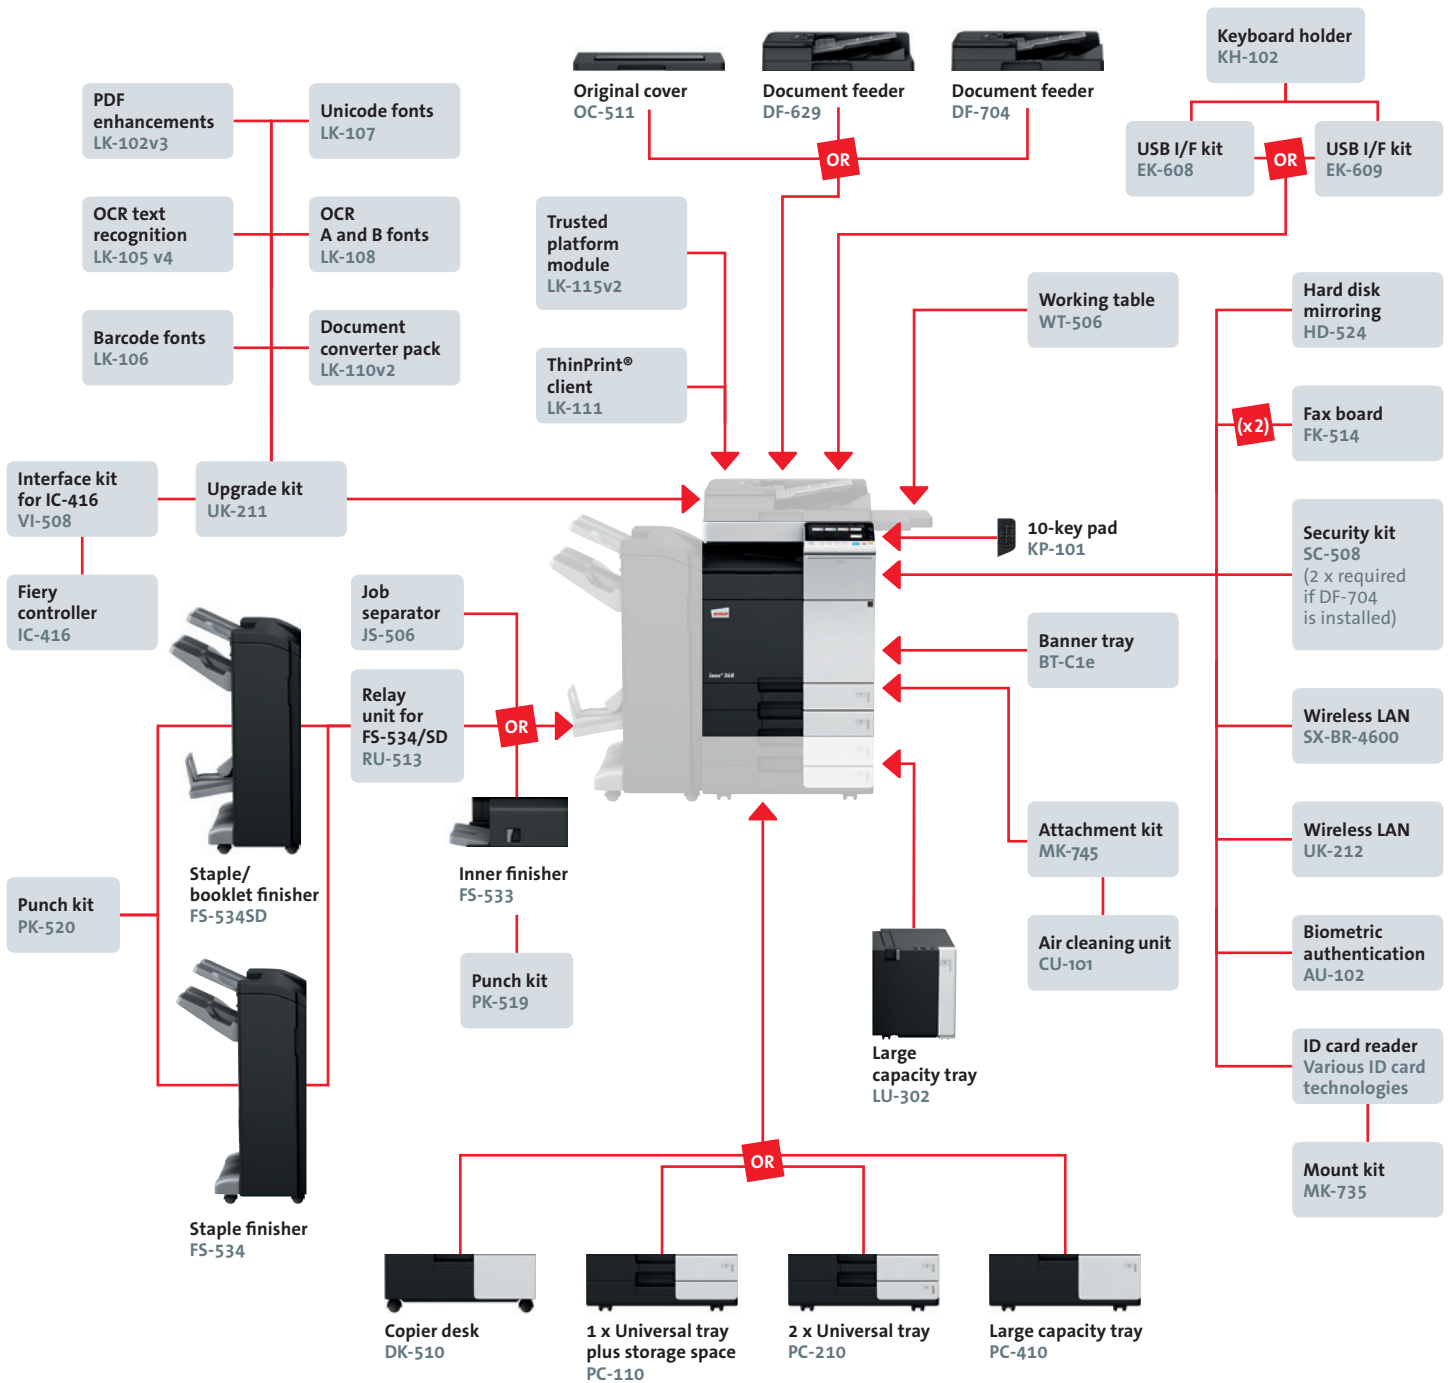 Keyboard holder
KH-102
Original cover
OC-511
Document feeder
DF-629
Document feeder
DF-704
PDF
enhancements
LK-102v3
Unicode fonts
LK-107
OR
USB I/F kit
EK-608
OR
USB I/F kit
EK-609
OCR text
recognition
LK-105 v4
OCR
A and B fonts
LK-108
Trusted
platform
module
LK-115v2
Working table
WT-506
Hard disk
mirroring
HD-524
Barcode fonts
LK-106
Document
converter pack
LK-110v2
ThinPrint®
client
LK-111
(x2)
Fax board
FK-514
Interface kit
for IC-416
VI-508
Upgrade kit
UK-211
10-key pad
KP-101
Security kit
SC-508
(2 x required
if DF-704
is installed)
Fiery
controller
IC-416
Job
separator
JS-506
Banner tray
BT-C1e
ineo+ 368
Relay
unit for
FS-534/SD
RU-513
OR
Wireless LAN
SX-BR-4600
Attachment kit
MK-745
Wireless LAN
UK-212
Staple/
booklet finisher
FS-534SD
Inner finisher
FS-533
Punch kit
PK-520
Air cleaning unit
CU-101
Biometric
authentication
AU-102
Punch kit
PK-519
Large
capacity tray
LU-302
ID card reader
Various ID card
technologies
OR
Mount kit
MK-735
Staple finisher
FS-534
Copier desk
DK-510
1 x Universal tray
plus storage space
PC-110
2 x Universal tray
PC-210
Large capacity tray
PC-410